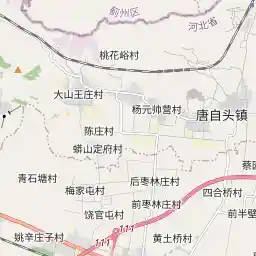 蓟州区
河北省
桃花峪村
大山王庄村
杨元帅营村
唐自头镇
陈庄村
蟒山定府村
青石塘村
后枣林庄村
梅家屯村
四合桥村
前枣林庄村
饶官屯村
前半壁
姚辛庄子村
111
111
黄土桥村